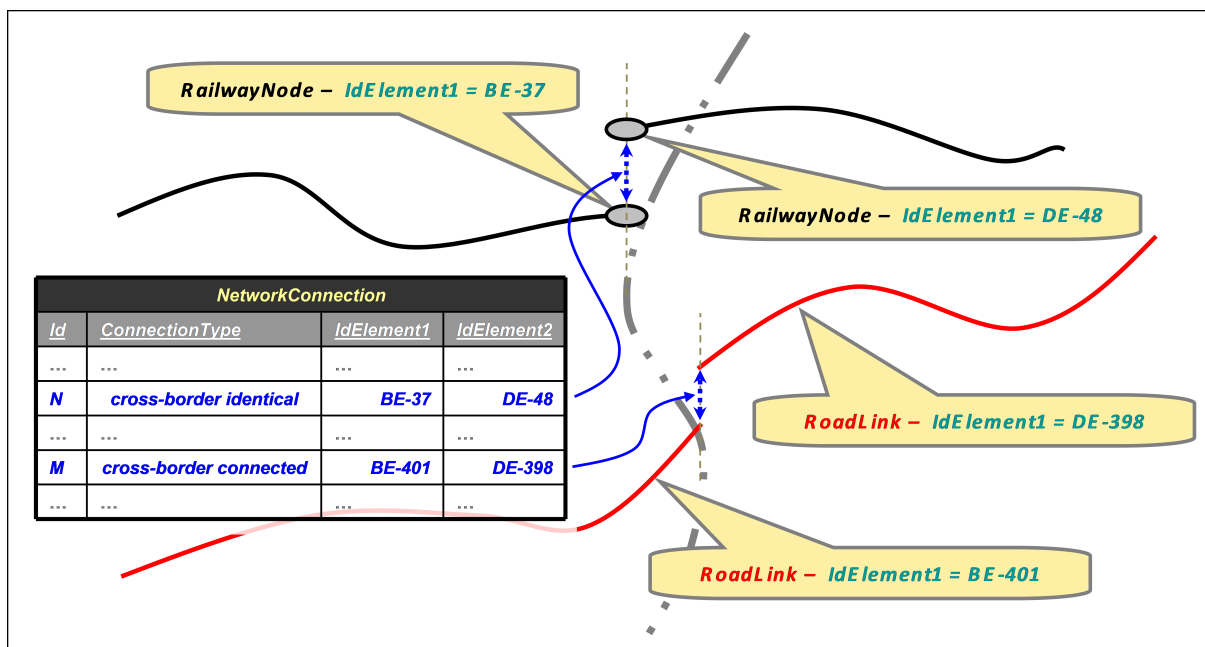 RailwayNode – IdElement1 = BE-37
RailwayNode – IdElement1 = DE-48
NetworkConnection
Id ConnectionType IdElement1 IdElement2
... ... ... ...
N cross-border identical BE-37 DE-48
... ... ... ...
M cross-border connected BE-401 DE-398
... ... ... ...
RoadLink – IdElement1 = DE-398
RoadLink – IdElement1 = BE-401